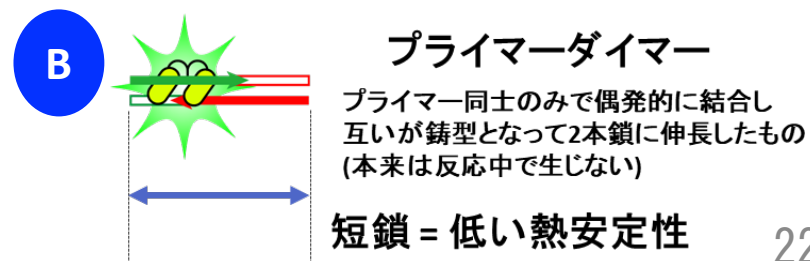 B
プライマーダイマー
プライマー同士のみで偶発的に結合し
互いが鋳型となって2本鎖に伸長したもの
(本来は反応中で生じない)
短鎖 = 低い熱安定性
22